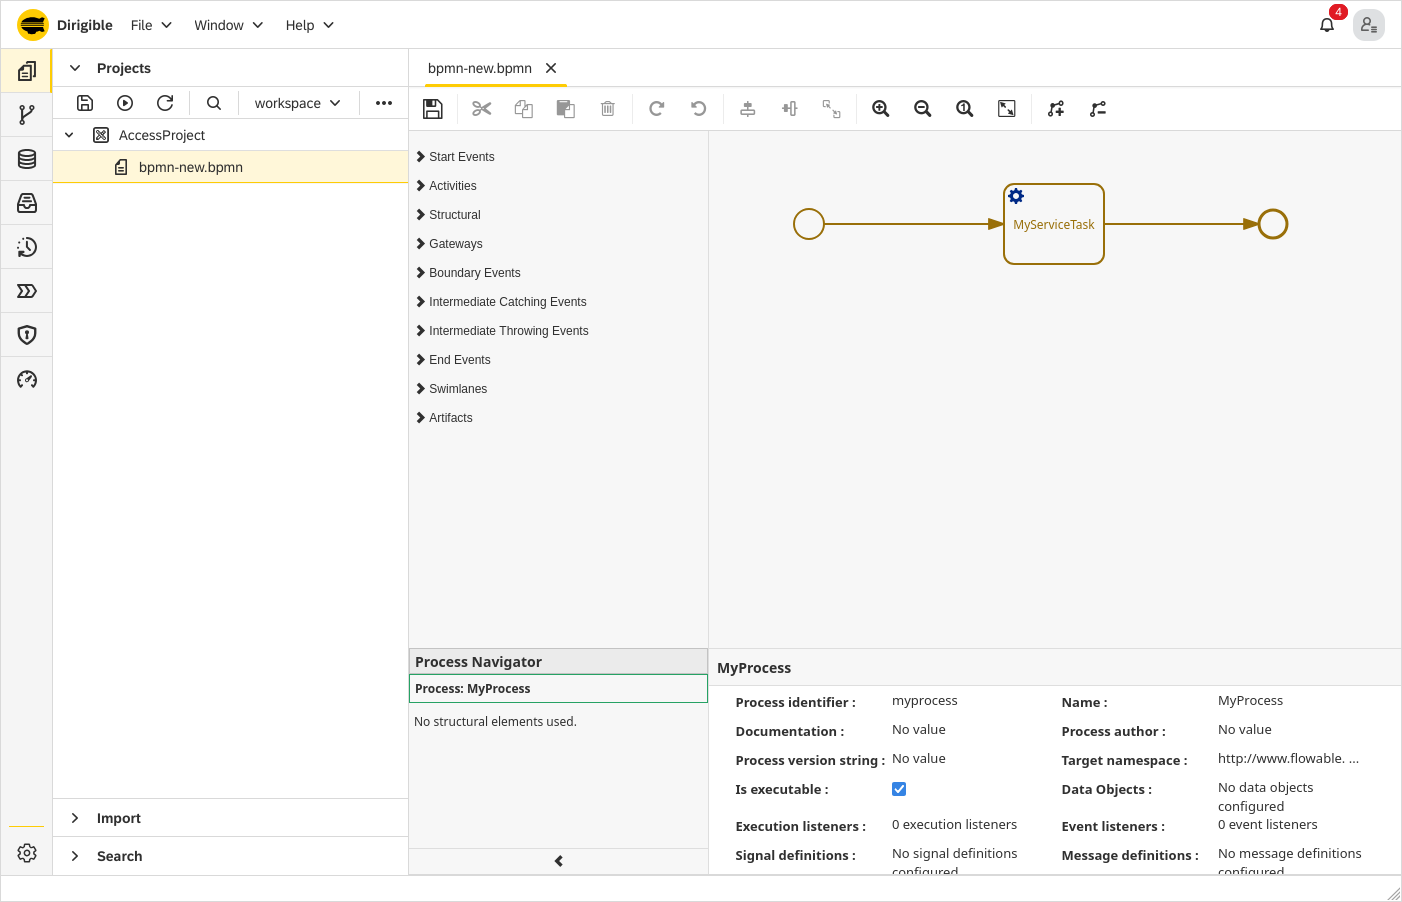 Dirigible
File
Window
Help
4
Projects
workspace
AccessProject
bpmn-new.bpmn
Import
Search
bpmn-new.bpmn
1
Start Events
Activities
Structural
Gateways
Boundary Events
Intermediate Catching Events
Intermediate Throwing Events
End Events
Swimlanes
Artifacts
MyServiceTask
Process Navigator
Process: MyProcess
No structural elements used.
MyProcess
Process identifier : myprocess
Name : MyProcess
Documentation : No value
Process author : No value
Process version string : No value
Target namespace : http://www.flowable. ...
Is executable :
Data Objects : No data objects
configured
Execution listeners : 0 execution listeners
Event listeners : 0 event listeners
Signal definitions : No signal definitions
configured
Message definitions : No message definitions
configured